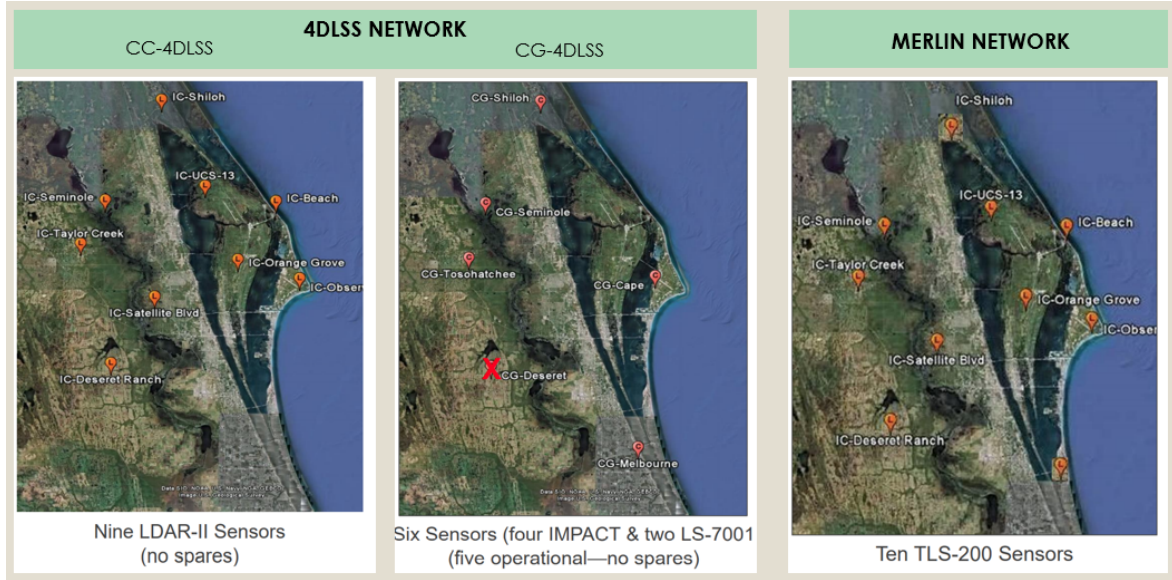 4DLSS NETWORK
CC-4DLSS
CG-4DLSS
MERLIN NETWORK
IC-Shiloh
IC-UCS-13
IC-Seminole
IC-Beach
IC-Taylor Creek
IC-Orange Grove
IC-Obser
IC-Satellite Blvd
IC-Deseret Ranch
Nine LDAR-II Sensors
(no spares)
CG-Shiloh
CG-Seminole
CG-Tosohatchee
CG-Cape
X
CG-Deseret
CG-Melbourne
Six Sensors (four IMPACT & two LS-7001
(five operational—no spares)
IC-Shiloh
IC-UCS-13
IC-Seminole
IC-Beach
IC-Taylor Creek
IC-Orange Grove
IC-Obser
IC-Satellite Blvd
IC-Deseret Ranch
Ten TLS-200 Sensors